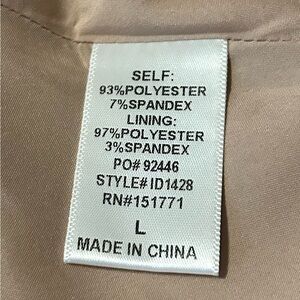 SELF:
93%POLYESTER
7%SPANDEX
LINING:
97%POLYESTER
3%SPANDEX
PO# 92446
STYLE# ID1428
RN#151771
L
MADE IN CHINA